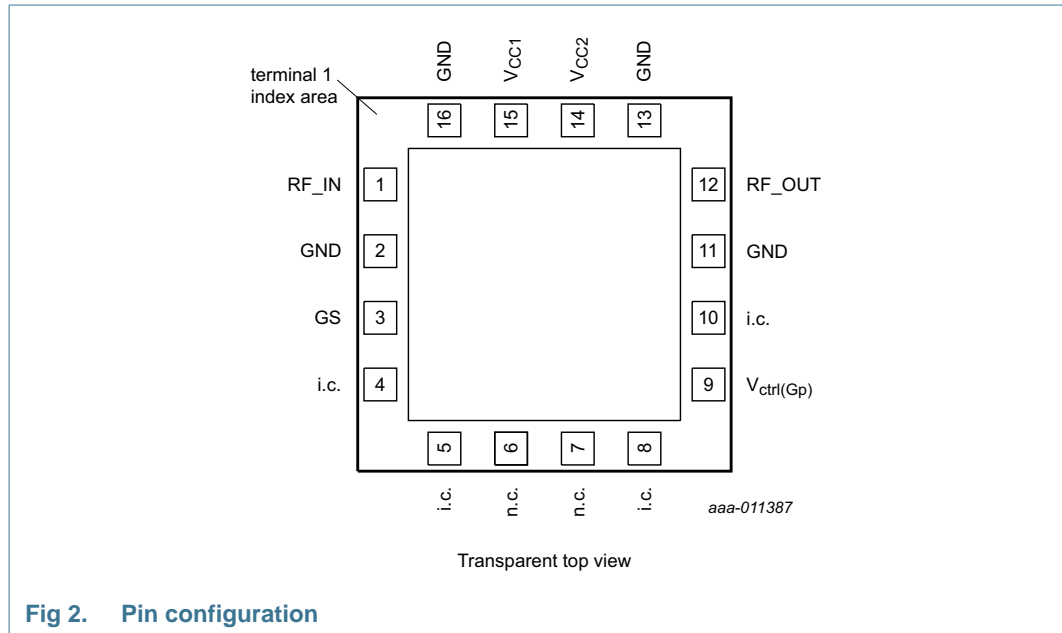 GND
VCC1
VCC2
GND
terminal 1
index area
16
15
14
13
RF_IN
1
12
RF_OUT
GND
2
11
GND
GS
3
10
i.c.
i.c.
4
9
Vctrl(Gp)
5
6
7
8
i.c.
n.c.
n.c.
i.c.
aaa-011387
Transparent top view
Fig 2. Pin configuration